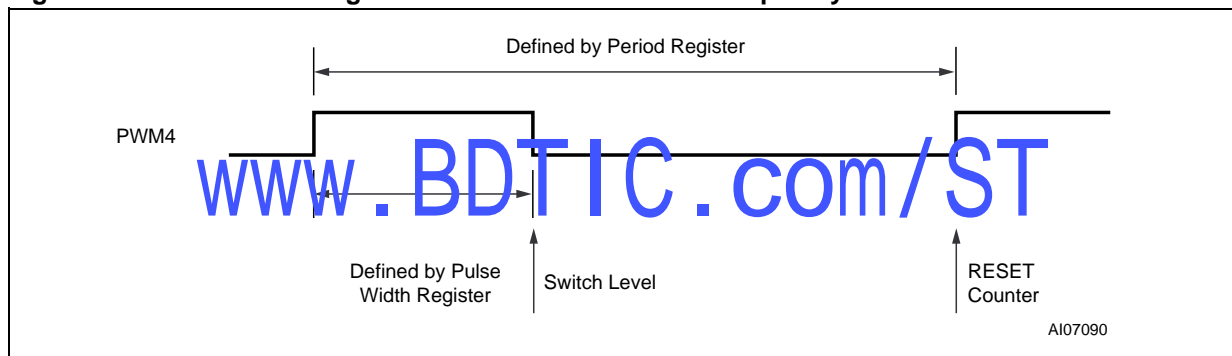 Defined by Period Register
PWM4
www.BDTIC.com/ST
Defined by Pulse
Width Register
Switch Level
RESET
Counter
AI07090